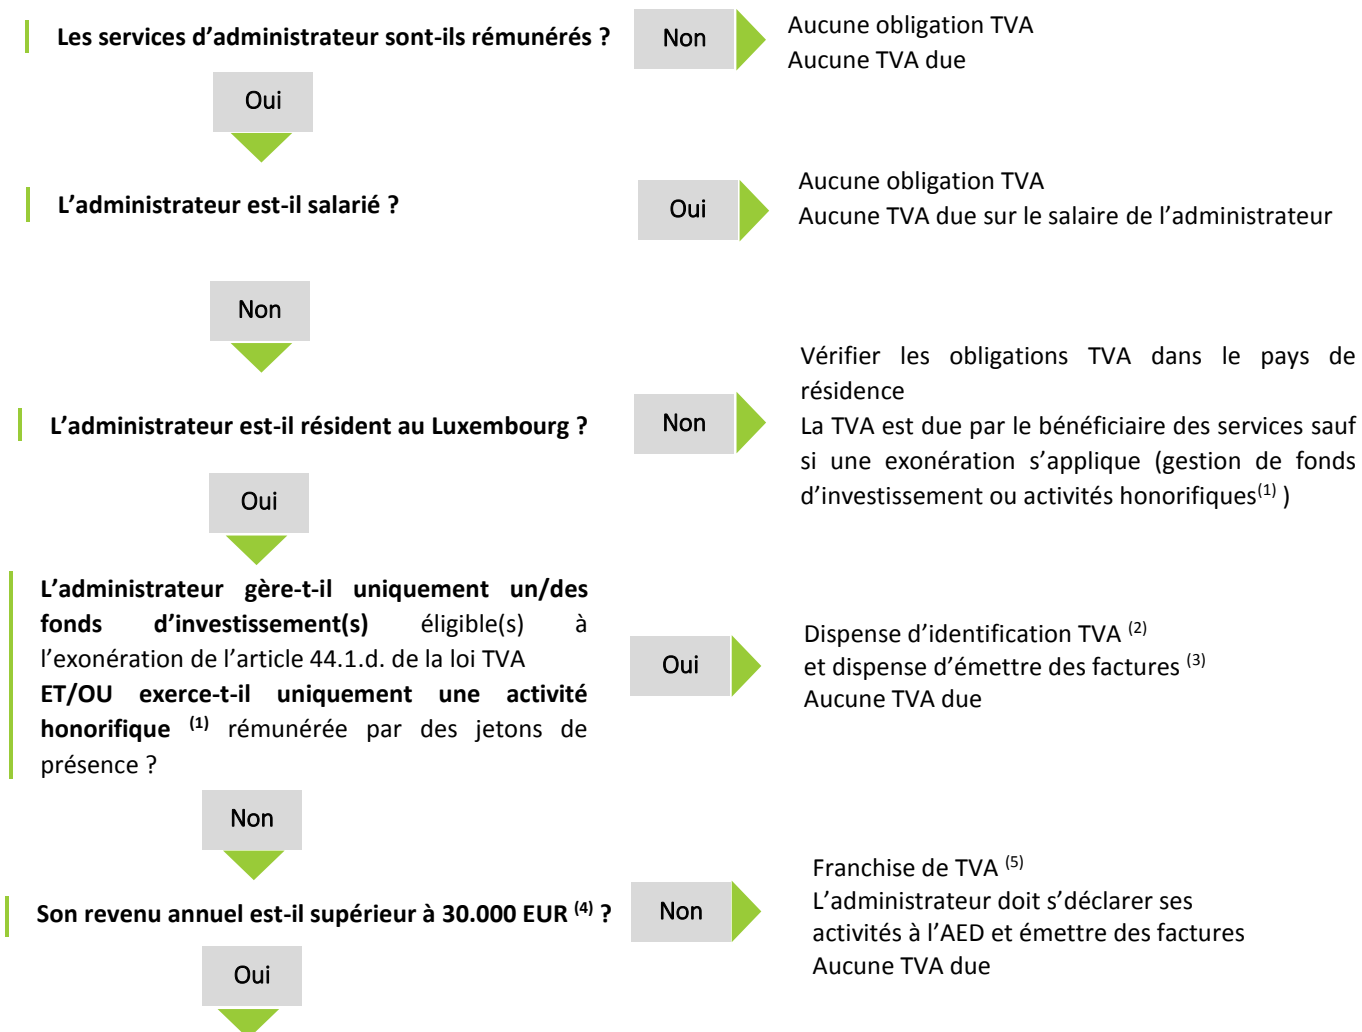 Les services d’administrateur sont-ils rémunérés ?
Non
Aucune obligation TVA
Aucune TVA due
Oui
L’administrateur est-il salarié ?
Oui
Aucune obligation TVA
Aucune TVA due sur le salaire de l’administrateur
Non
L’administrateur est-il résident au Luxembourg ?
Non
Vérifier les obligations TVA dans le pays de
résidence
La TVA est due par le bénéficiaire des services sauf
si une exonération s’applique (gestion de fonds
d’investissement ou activités honorifiques(1) )
Oui
L’administrateur gère-t-il uniquement un/des
fonds d’investissement(s) éligible(s) à
l’exonération de l’article 44.1.d. de la loi TVA
ET/OU exerce-t-il uniquement une activité
honorifique (1) rémunérée par des jetons de
présence ?
Oui
Dispense d’identification TVA (2)
et dispense d’émettre des factures (3)
Aucune TVA due
Non
Son revenu annuel est-il supérieur à 30.000 EUR (4) ?
Non
Franchise de TVA (5)
L’administrateur doit s’déclarer ses
activités à l’AED et émettre des factures
Aucune TVA due
Oui